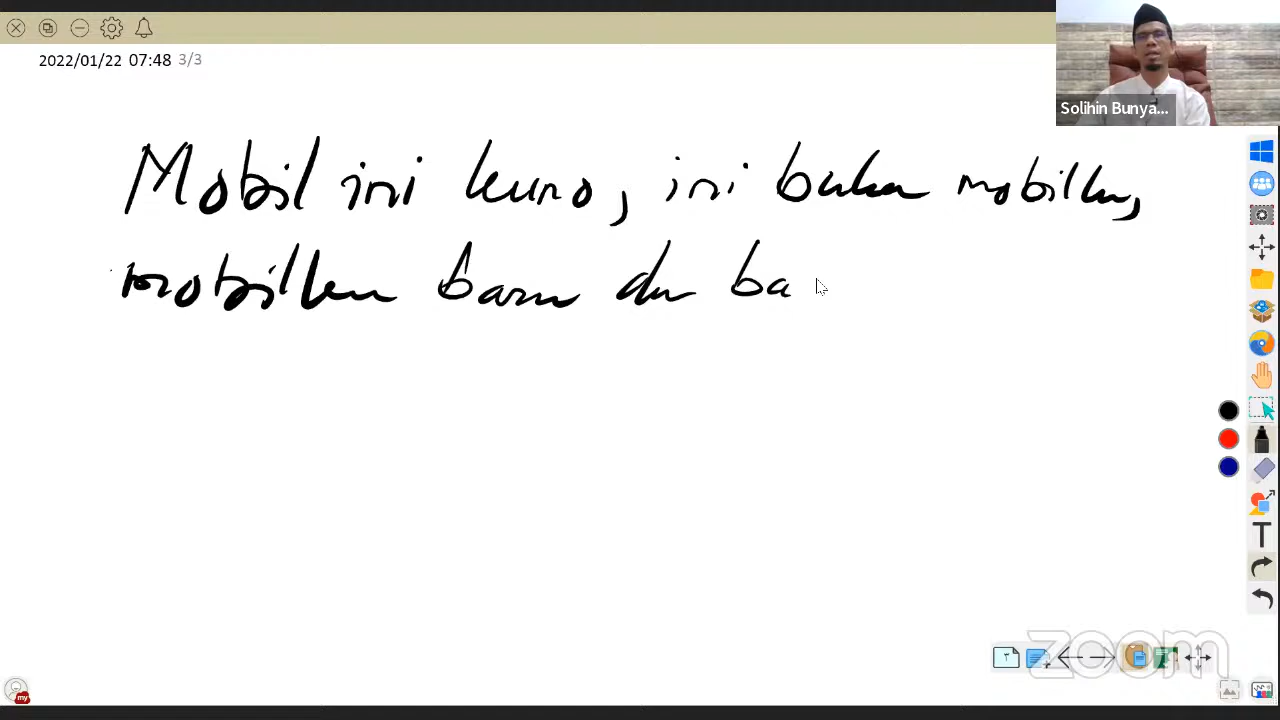 2022/01/22 07:48 3/3
Solihin Bunya...
Mobil ini kuno, ini bukan mobilku,
mobilku baru dan ba
zoom